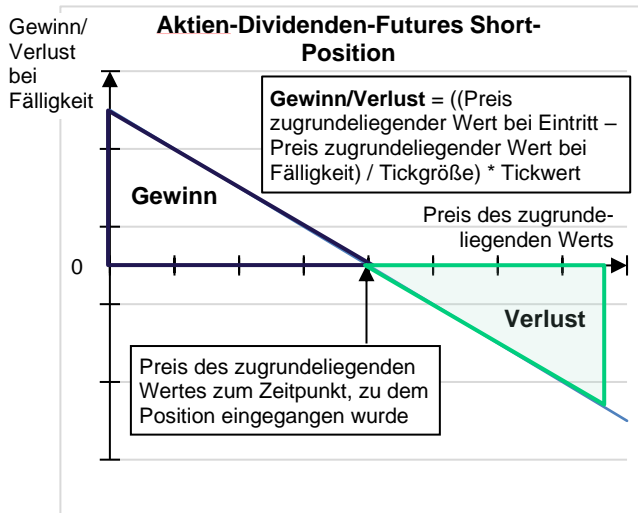 Gewinn/
Verlust
bei
Fälligkeit
Aktien-Dividenden-Futures Short-
Position
Gewinn/Verlust = ((Preis
zugrundeliegender Wert bei Eintritt –
Preis zugrundeliegender Wert bei
Fälligkeit) / Tickgröße) * Tickwert
Gewinn
Preis des zugrunde-
liegenden Werts
0
Verlust
Preis des zugrundeliegenden
Wertes zum Zeitpunkt, zu dem
Position eingegangen wurde